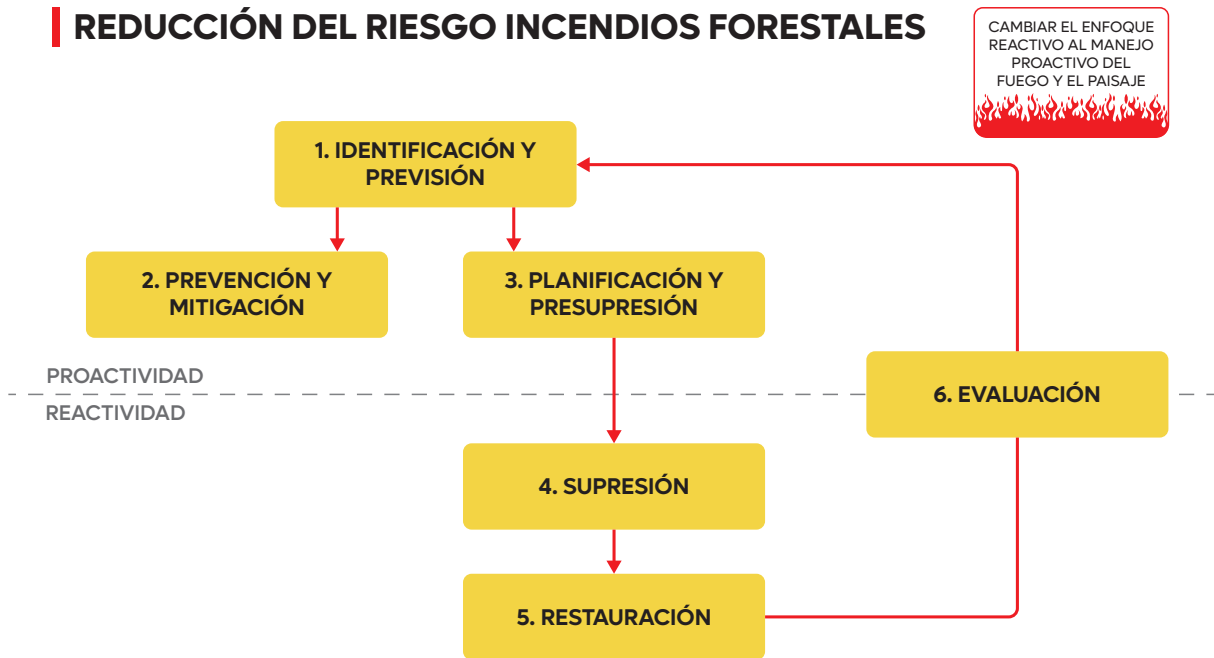 REDUCCIÓN DEL RIESGO INCENDIOS FORESTALES
CAMBIAR EL ENFOQUE
REACTIVO AL MANEJO
PROACTIVO DEL
FUEGO Y EL PAISAJE
1. IDENTIFICACIÓN Y
PREVISIÓN
2. PREVENCIÓN Y
MITIGACIÓN
3. PLANIFICACIÓN Y
PRESUPRESIÓN
PROACTIVIDAD
REACTIVIDAD
6. EVALUACIÓN
4. SUPRESIÓN
5. RESTAURACIÓN